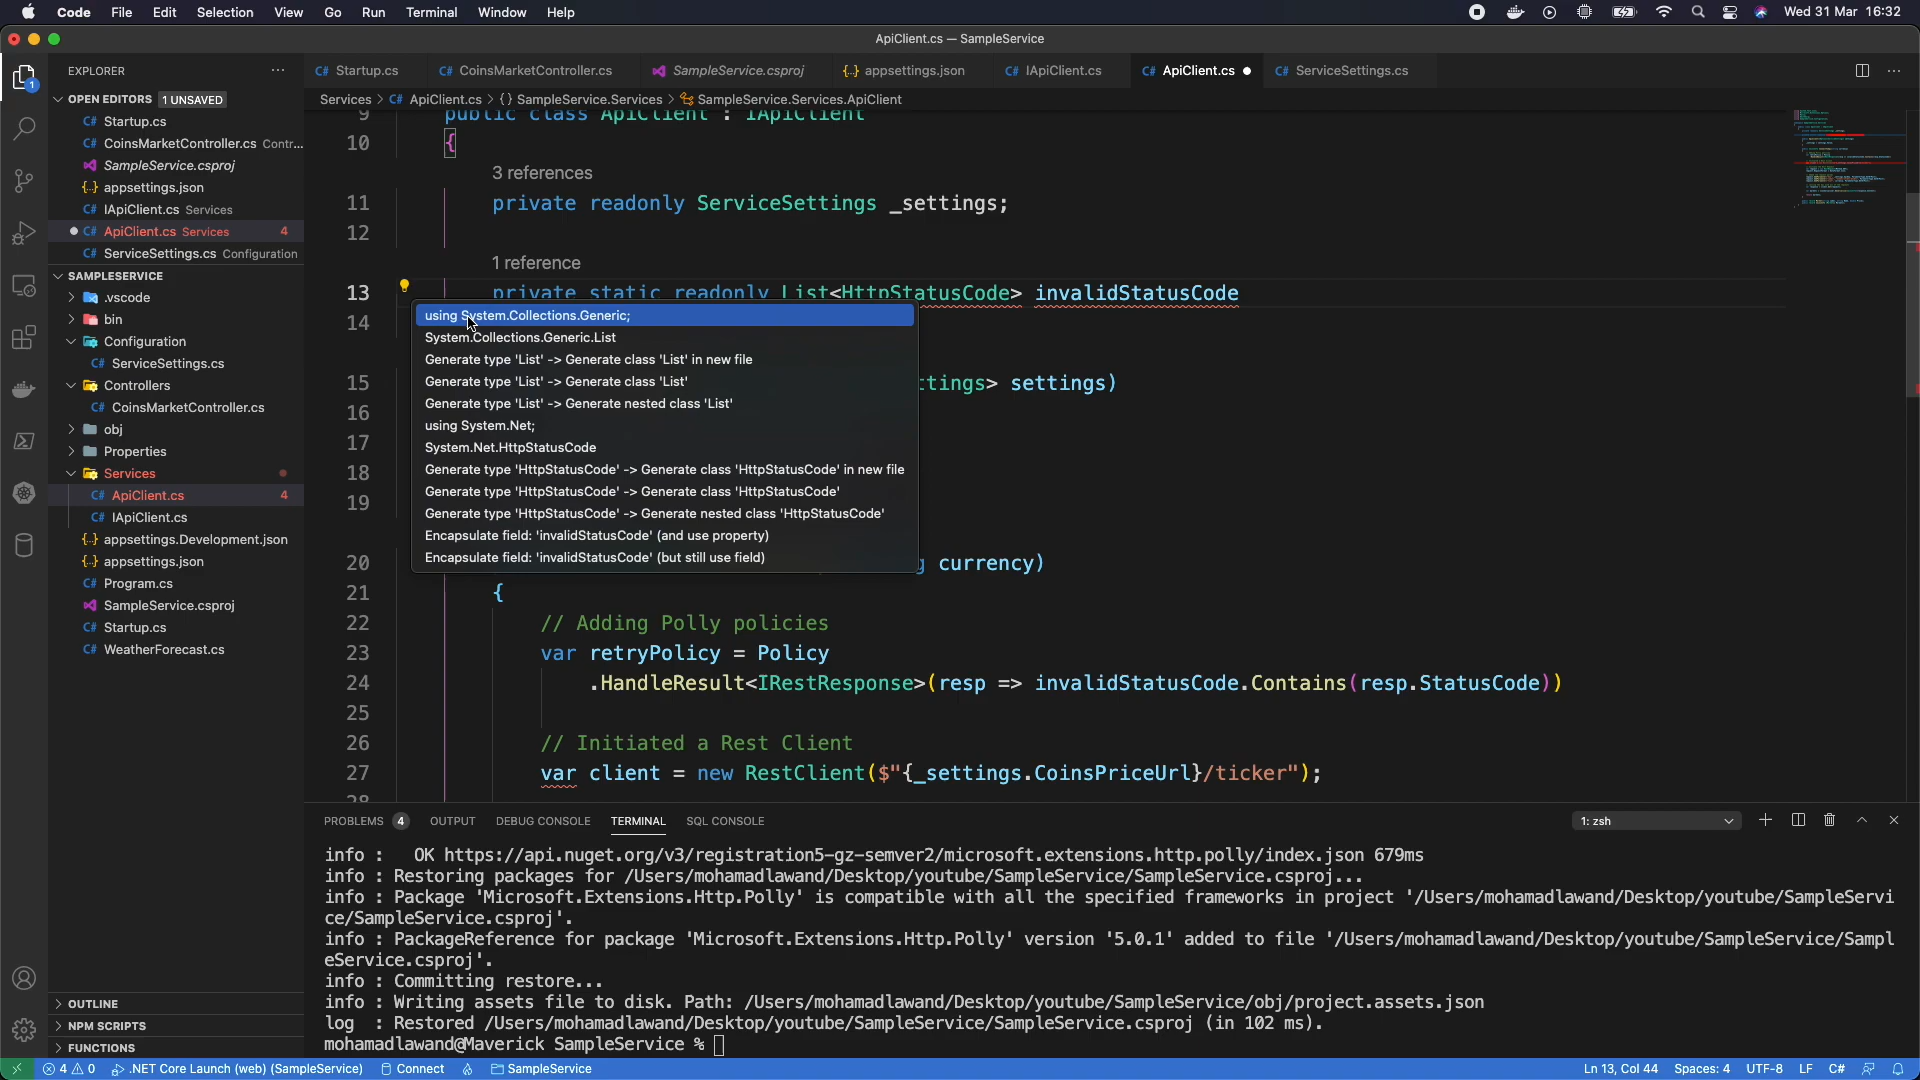 Code File Edit Selection View Go Run Terminal Window Help Wed 31 Mar 16:32
ApiClient.cs — SampleService
EXPLORER
Startup.cs CoinsMarketController.cs SampleService.csproj appsettings.json IApiClient.cs ApiClient.cs ServiceSettings.cs
Services > ApiClient.cs > {} SampleService.Services > SampleService.Services.ApiClient
OPEN EDITORS 1 UNSAVED
C# Startup.cs
C# CoinsMarketController.cs Contr...
SampleService.csproj
{..} appsettings.json
C# IApiClient.cs Services
C# ApiClient.cs Services 4
C# ServiceSettings.cs Configuration
SAMPLESERVICE
.vscode
bin
Configuration
C# ServiceSettings.cs
Controllers
C# CoinsMarketController.cs
obj
Properties
Services
C# ApiClient.cs 4
C# IApiClient.cs
{..} appsettings.Development.json
{..} appsettings.json
C# Program.cs
SampleService.csproj
C# Startup.cs
C# WeatherForecast.cs
OUTLINE
NPM SCRIPTS
FUNCTIONS
9 public class ApiClient : IApiClient
10 {
3 references
11 private readonly ServiceSettings _settings;
12
1 reference
13 private static readonly List<HttpStatusCode> invalidStatusCode
14
using System.Collections.Generic;
System.Collections.Generic.List
Generate type 'List' -> Generate class 'List' in new file
Generate type 'List' -> Generate class 'List'
Generate type 'List' -> Generate nested class 'List'
using System.Net;
System.Net.HttpStatusCode
Generate type 'HttpStatusCode' -> Generate class 'HttpStatusCode' in new file
Generate type 'HttpStatusCode' -> Generate class 'HttpStatusCode'
Generate type 'HttpStatusCode' -> Generate nested class 'HttpStatusCode'
Encapsulate field: 'invalidStatusCode' (and use property)
Encapsulate field: 'invalidStatusCode' (but still use field)
15 ttings> settings)
16
17
18
19
20 currency)
21 {
22 // Adding Polly policies
23 var retryPolicy = Policy
24 .HandleResult<IRestResponse>(resp => invalidStatusCode.Contains(resp.StatusCode))
25
26 // Initiated a Rest Client
27 var client = new RestClient($"{_settings.CoinsPriceUrl}/ticker");
28
PROBLEMS 4 OUTPUT DEBUG CONSOLE TERMINAL SQL CONSOLE 1: zsh
info : OK https://api.nuget.org/v3/registration5-gz-semver2/microsoft.extensions.http.polly/index.json 679ms
info : Restoring packages for /Users/mohamadlawand/Desktop/youtube/SampleService/SampleService.csproj...
info : Package 'Microsoft.Extensions.Http.Polly' is compatible with all the specified frameworks in project '/Users/mohamadlawand/Desktop/youtube/SampleServi
ce/SampleService.csproj'.
info : PackageReference for package 'Microsoft.Extensions.Http.Polly' version '5.0.1' added to file '/Users/mohamadlawand/Desktop/youtube/SampleService/Sampl
eService.csproj'.
info : Committing restore...
info : Writing assets file to disk. Path: /Users/mohamadlawand/Desktop/youtube/SampleService/obj/project.assets.json
log : Restored /Users/mohamadlawand/Desktop/youtube/SampleService/SampleService.csproj (in 102 ms).
mohamadlawand@Maverick SampleService %
4 0 .NET Core Launch (web) (SampleService) Connect SampleService Ln 13, Col 44 Spaces: 4 UTF-8 LF C#